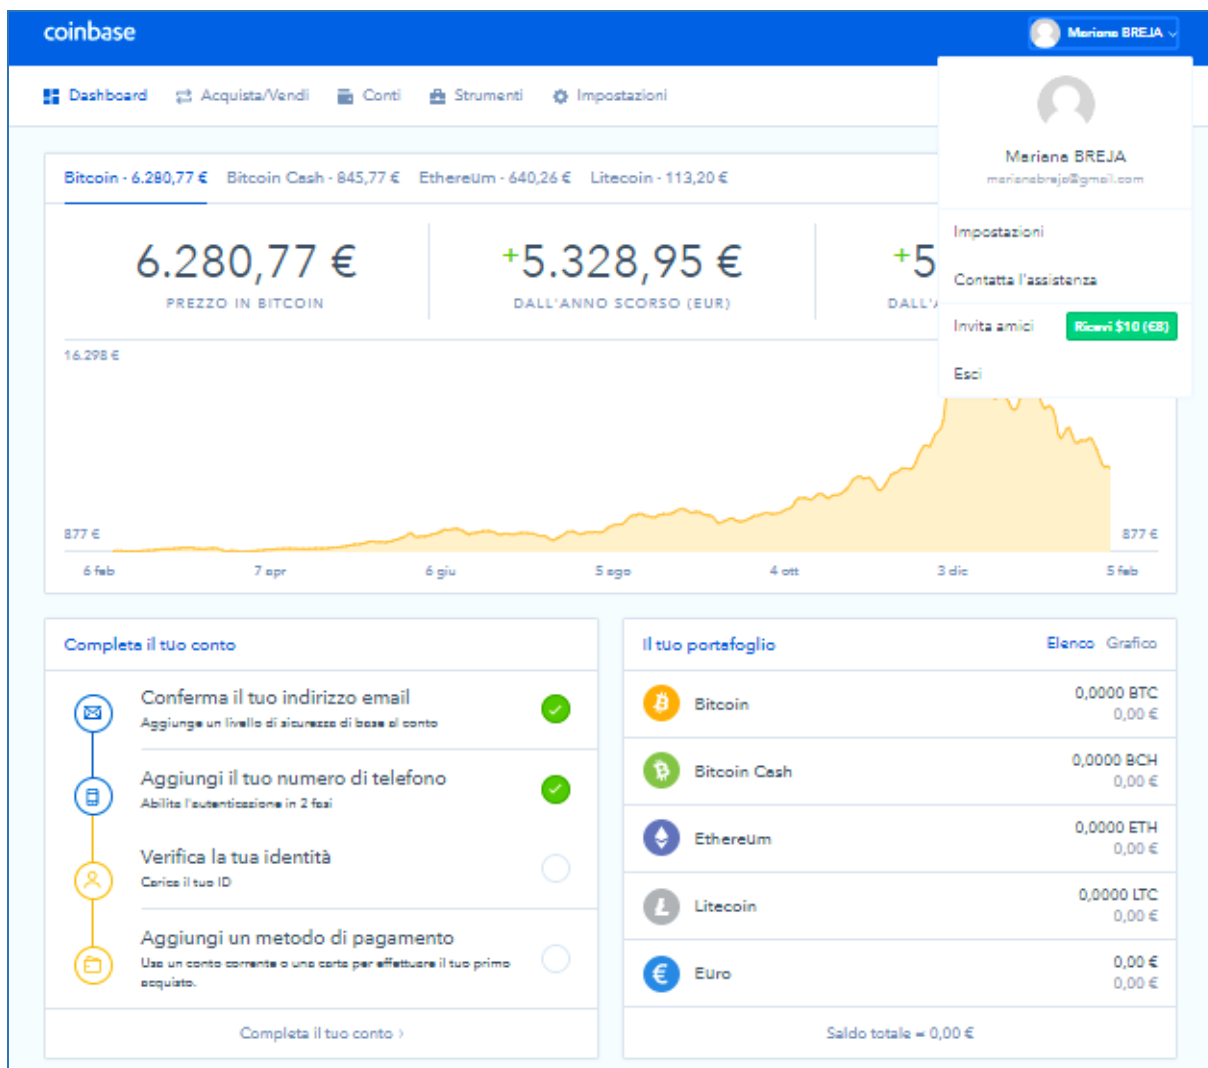 coinbase
Mariana BREJA
Dashboard Acquista/Vendi Conti Strumenti Impostazioni
Mariana BREJA
marianabreja@gmail.com
Impostazioni
Contatta l'assistenza
Invita amici Ricevi $10 (€8)
Esci
Bitcoin · 6.280,77 € Bitcoin Cash · 845,77 € Ethereum · 640,26 € Litecoin · 113,20 €
6.280,77 € +5.328,95 € +5
PREZZO IN BITCOIN DALL'ANNO SCORSO (EUR) DALL'A
16.298 €
877 € 877 €
6 feb 7 apr 6 giu 5 ago 4 ott 3 dic 5 feb
Completa il tuo conto
Conferma il tuo indirizzo email
Aggiunge un livello di sicurezza di base al conto
Aggiungi il tuo numero di telefono
Abilita l'autenticazione in 2 fasi
Verifica la tua identità
Carica il tuo ID
Aggiungi un metodo di pagamento
Usa un conto corrente o una carta per effettuare il tuo primo
acquisto.
Completa il tuo conto ›
Il tuo portafoglio Elenco Grafico
Bitcoin 0,0000 BTC
0,00 €
Bitcoin Cash 0,0000 BCH
0,00 €
Ethereum 0,0000 ETH
0,00 €
Litecoin 0,0000 LTC
0,00 €
Euro 0,00 €
0,00 €
Saldo totale = 0,00 €